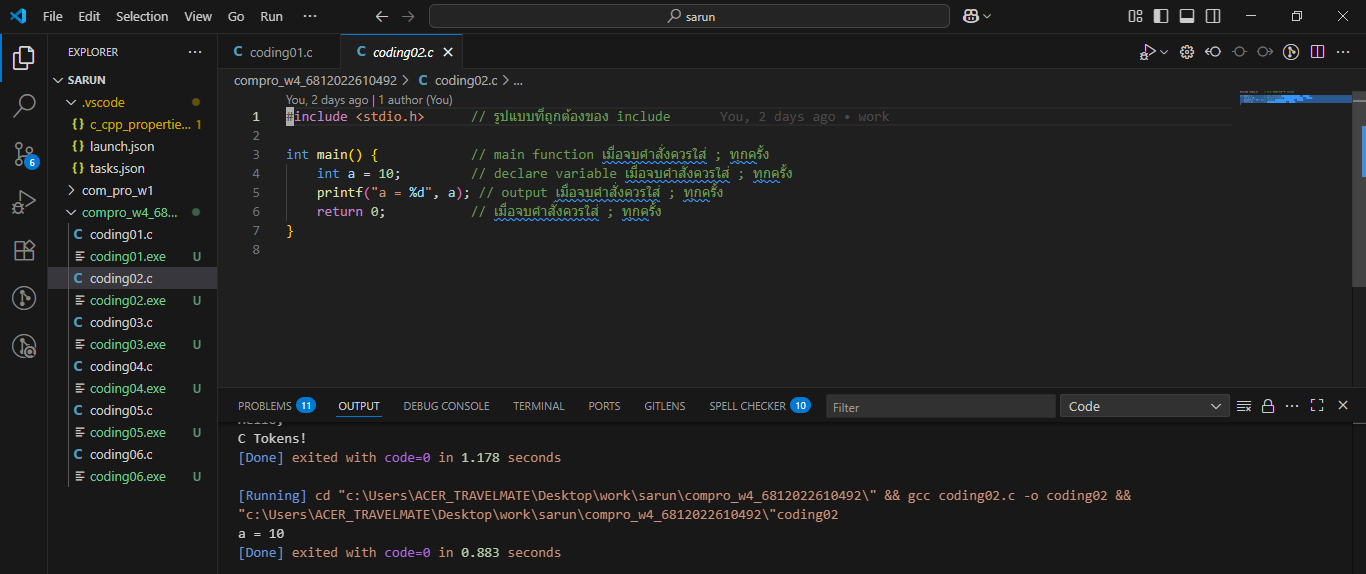 File Edit Selection View Go Run ··· sarun
EXPLORER ···
SARUN
.vscode
{} c_cpp_propertie... 1
{} launch.json
{} tasks.json
com_pro_w1
compro_w4_68...
C coding01.c
coding01.exe U
C coding02.c
coding02.exe U
C coding03.c
coding03.exe U
C coding04.c
coding04.exe U
C coding05.c
coding05.exe U
C coding06.c
coding06.exe U
6
C coding01.c C coding02.c
compro_w4_6812022610492 > C coding02.c > ...
You, 2 days ago | 1 author (You)
1 #include <stdio.h> // รูปแบบที่ถูกต้องของ include You, 2 days ago • work
2
3 int main() { // main function เมื่อจบคำสั่งควรใส่ ; ทุกครั้ง
4 int a = 10; // declare variable เมื่อจบคำสั่งควรใส่ ; ทุกครั้ง
5 printf("a = %d", a); // output เมื่อจบคำสั่งควรใส่ ; ทุกครั้ง
6 return 0; // เมื่อจบคำสั่งควรใส่ ; ทุกครั้ง
7 }
8
PROBLEMS 11 OUTPUT DEBUG CONSOLE TERMINAL PORTS GITLENS SPELL CHECKER 10 Filter Code
Hello,
C Tokens!
[Done] exited with code=0 in 1.178 seconds
[Running] cd "c:\Users\ACER_TRAVELMATE\Desktop\work\sarun\compro_w4_6812022610492\" && gcc coding02.c -o coding02 &&
"c:\Users\ACER_TRAVELMATE\Desktop\work\sarun\compro_w4_6812022610492\"coding02
a = 10
[Done] exited with code=0 in 0.883 seconds